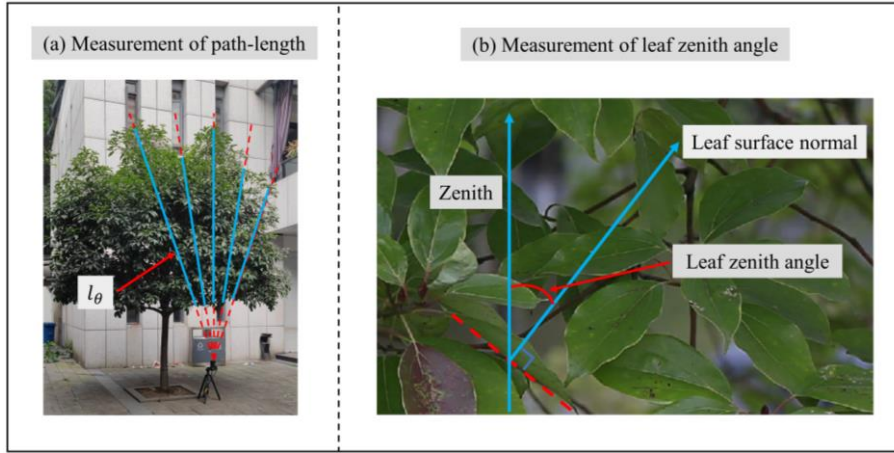 (a) Measurement of path-length
(b) Measurement of leaf zenith angle
Leaf surface normal
Zenith
Leaf zenith angle
l_θ